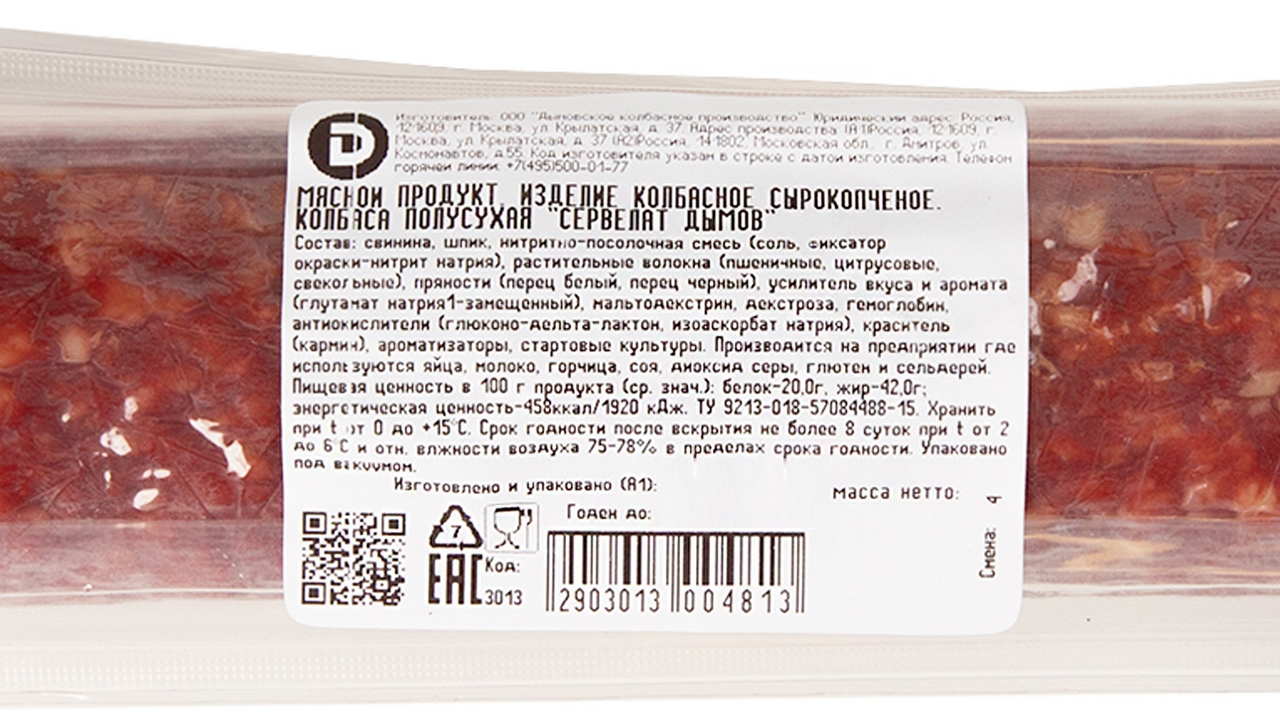 Изготовитель: ООО "Дымовское колбасное производство". Юридический адрес: Россия,
121609, г. Москва, ул. Крылатская, д. 37. Адрес производства: (А1)Россия, 121609, г.
Москва, ул. Крылатская, д. 37 (А2)Россия, 141802, Московская обл., г. Дмитров, ул.
Космонавтов, д.55. Код изготовителя указан в строке с датой изготовления. Телефон
горячей линии: +7(495)500-01-77
МЯСНОЙ ПРОДУКТ. ИЗДЕЛИЕ КОЛБАСНОЕ СЫРОКОПЧЕНОЕ.
КОЛБАСА ПОЛУСУХАЯ "СЕРВЕЛАТ ДЫМОВ"
Состав: свинина, шпик, нитритно-посолочная смесь (соль, фиксатор
окраски-нитрит натрия), растительные волокна (пшеничные, цитрусовые,
свекольные), пряности (перец белый, перец черный), усилитель вкуса и аромата
(глутамат натрия1-замещенный), мальтодекстрин, декстроза, гемоглобин,
антиокислители (глюконо-дельта-лактон, изоаскорбат натрия), краситель
(кармин), ароматизаторы, стартовые культуры. Производится на предприятии где
используются яйца, молоко, горчица, соя, диоксид серы, глютен и сельдерей.
Пищевая ценность в 100 г продукта (ср. знач.): белок-20,0г, жир-42,0г;
энергетическая ценность-458ккал/1920 кДж. ТУ 9213-018-57084488-15. Хранить
при t от 0 до +15°С. Срок годности после вскрытия не более 8 суток при t от 2
до 6°С и отн. влжности воздуха 75-78% в пределах срока годности. Упаковано
под вакуумом.
Изготовлено и упаковано (А1):
масса нетто:
Годен до:
Смена: 4
7
ЕАС
Код:
3013
2903013 004813